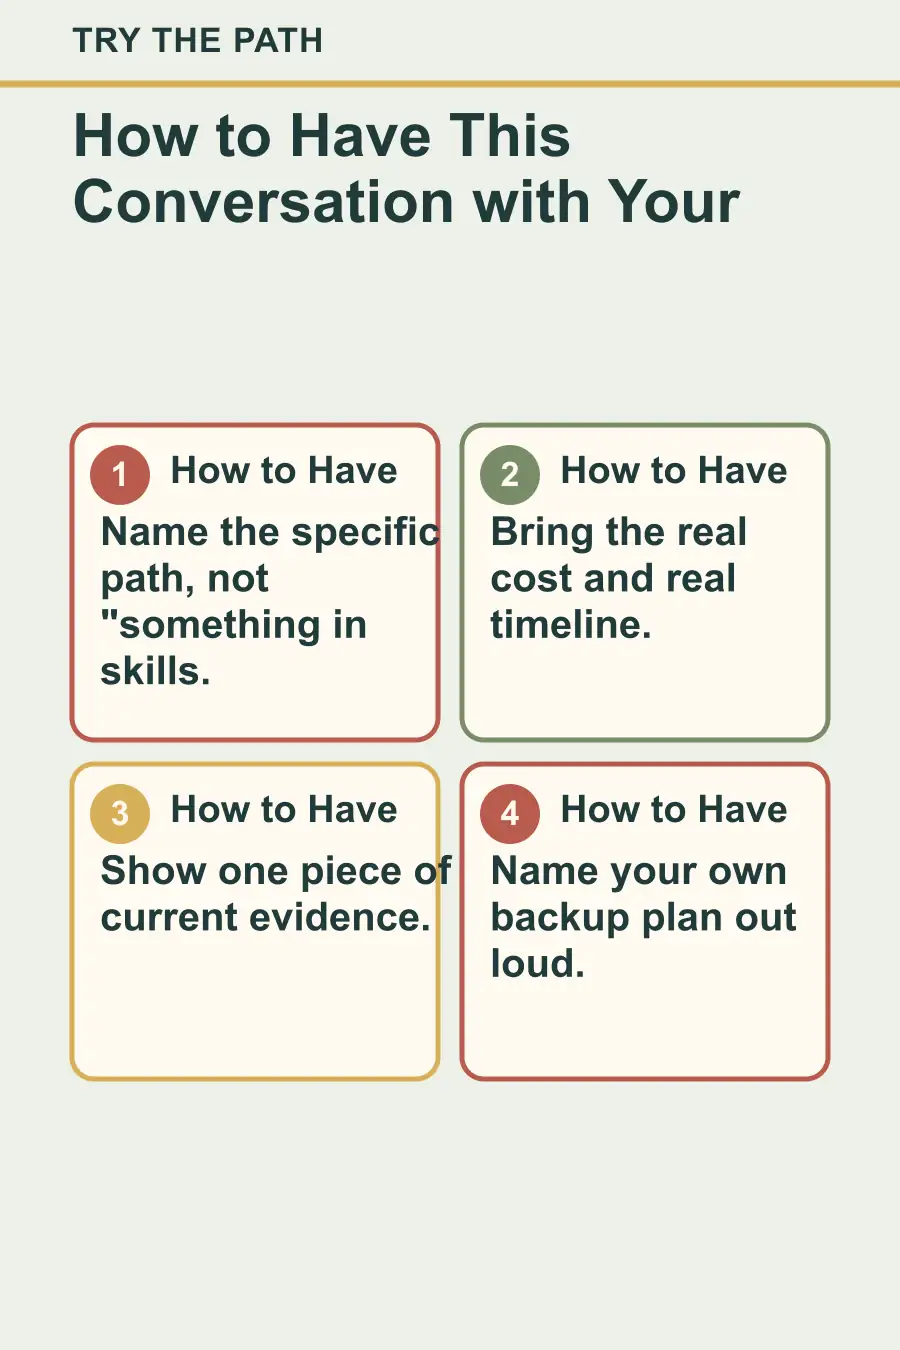 TRY THE PATH
How to Have This
Conversation with Your
1 How to Have
Name the specific
path, not
"something in
skills.
2 How to Have
Bring the real
cost and real
timeline.
3 How to Have
Show one piece of
current evidence.
4 How to Have
Name your own
backup plan out
loud.